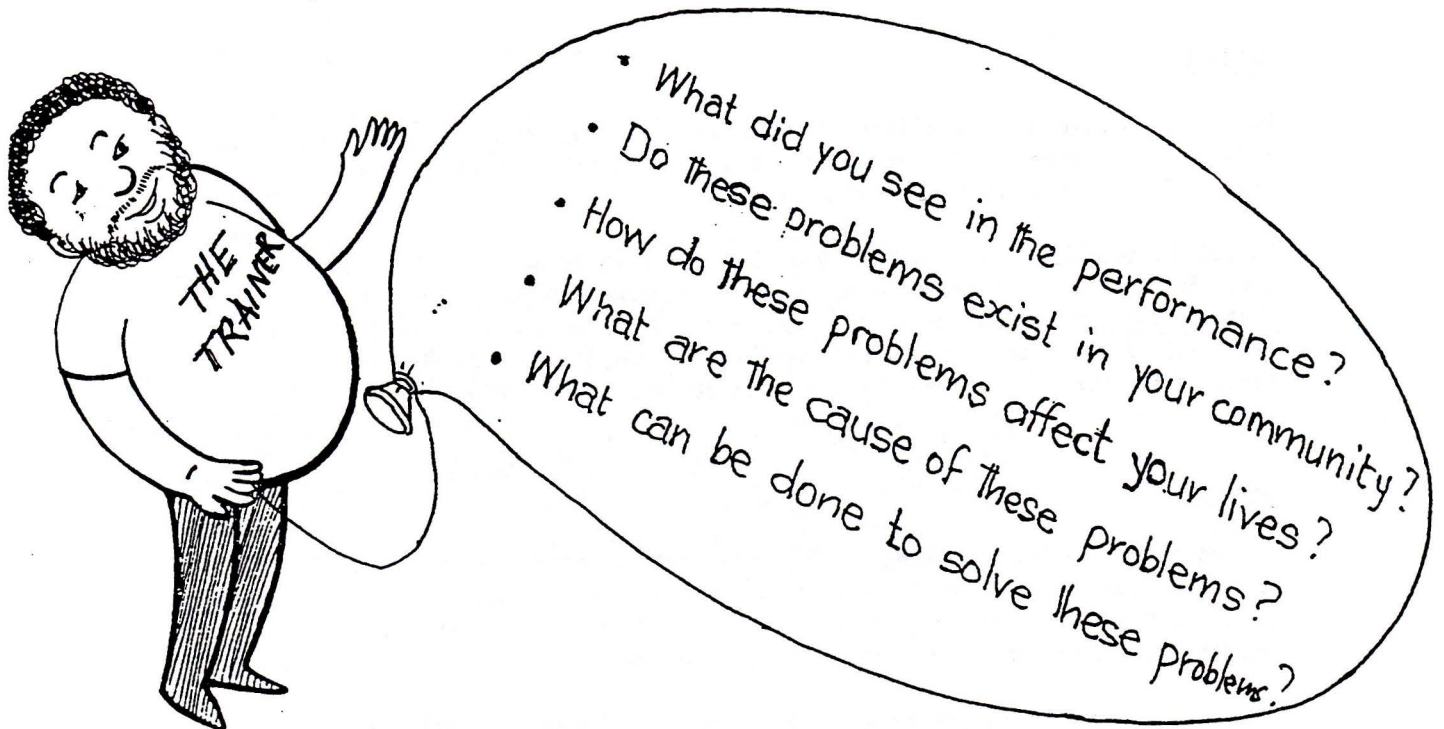 THE
TRAINER
• What did you see in the performance?
• Do these problems exist in your community?
• How do these problems affect your lives?
• What are the cause of these problems?
• What can be done to solve these problems?